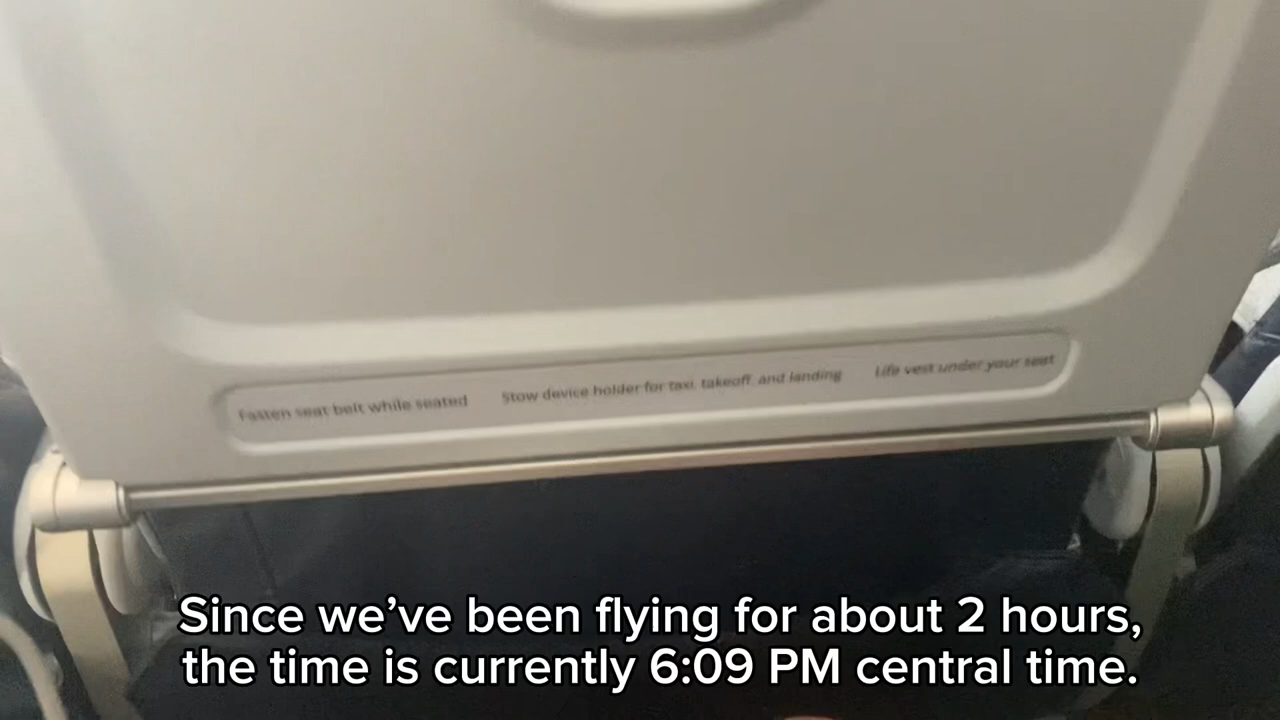 Fasten seat belt while seated
Stow device holder for taxi, takeoff, and landing
Life vest under your seat
Since we’ve been flying for about 2 hours,
the time is currently 6:09 PM central time.